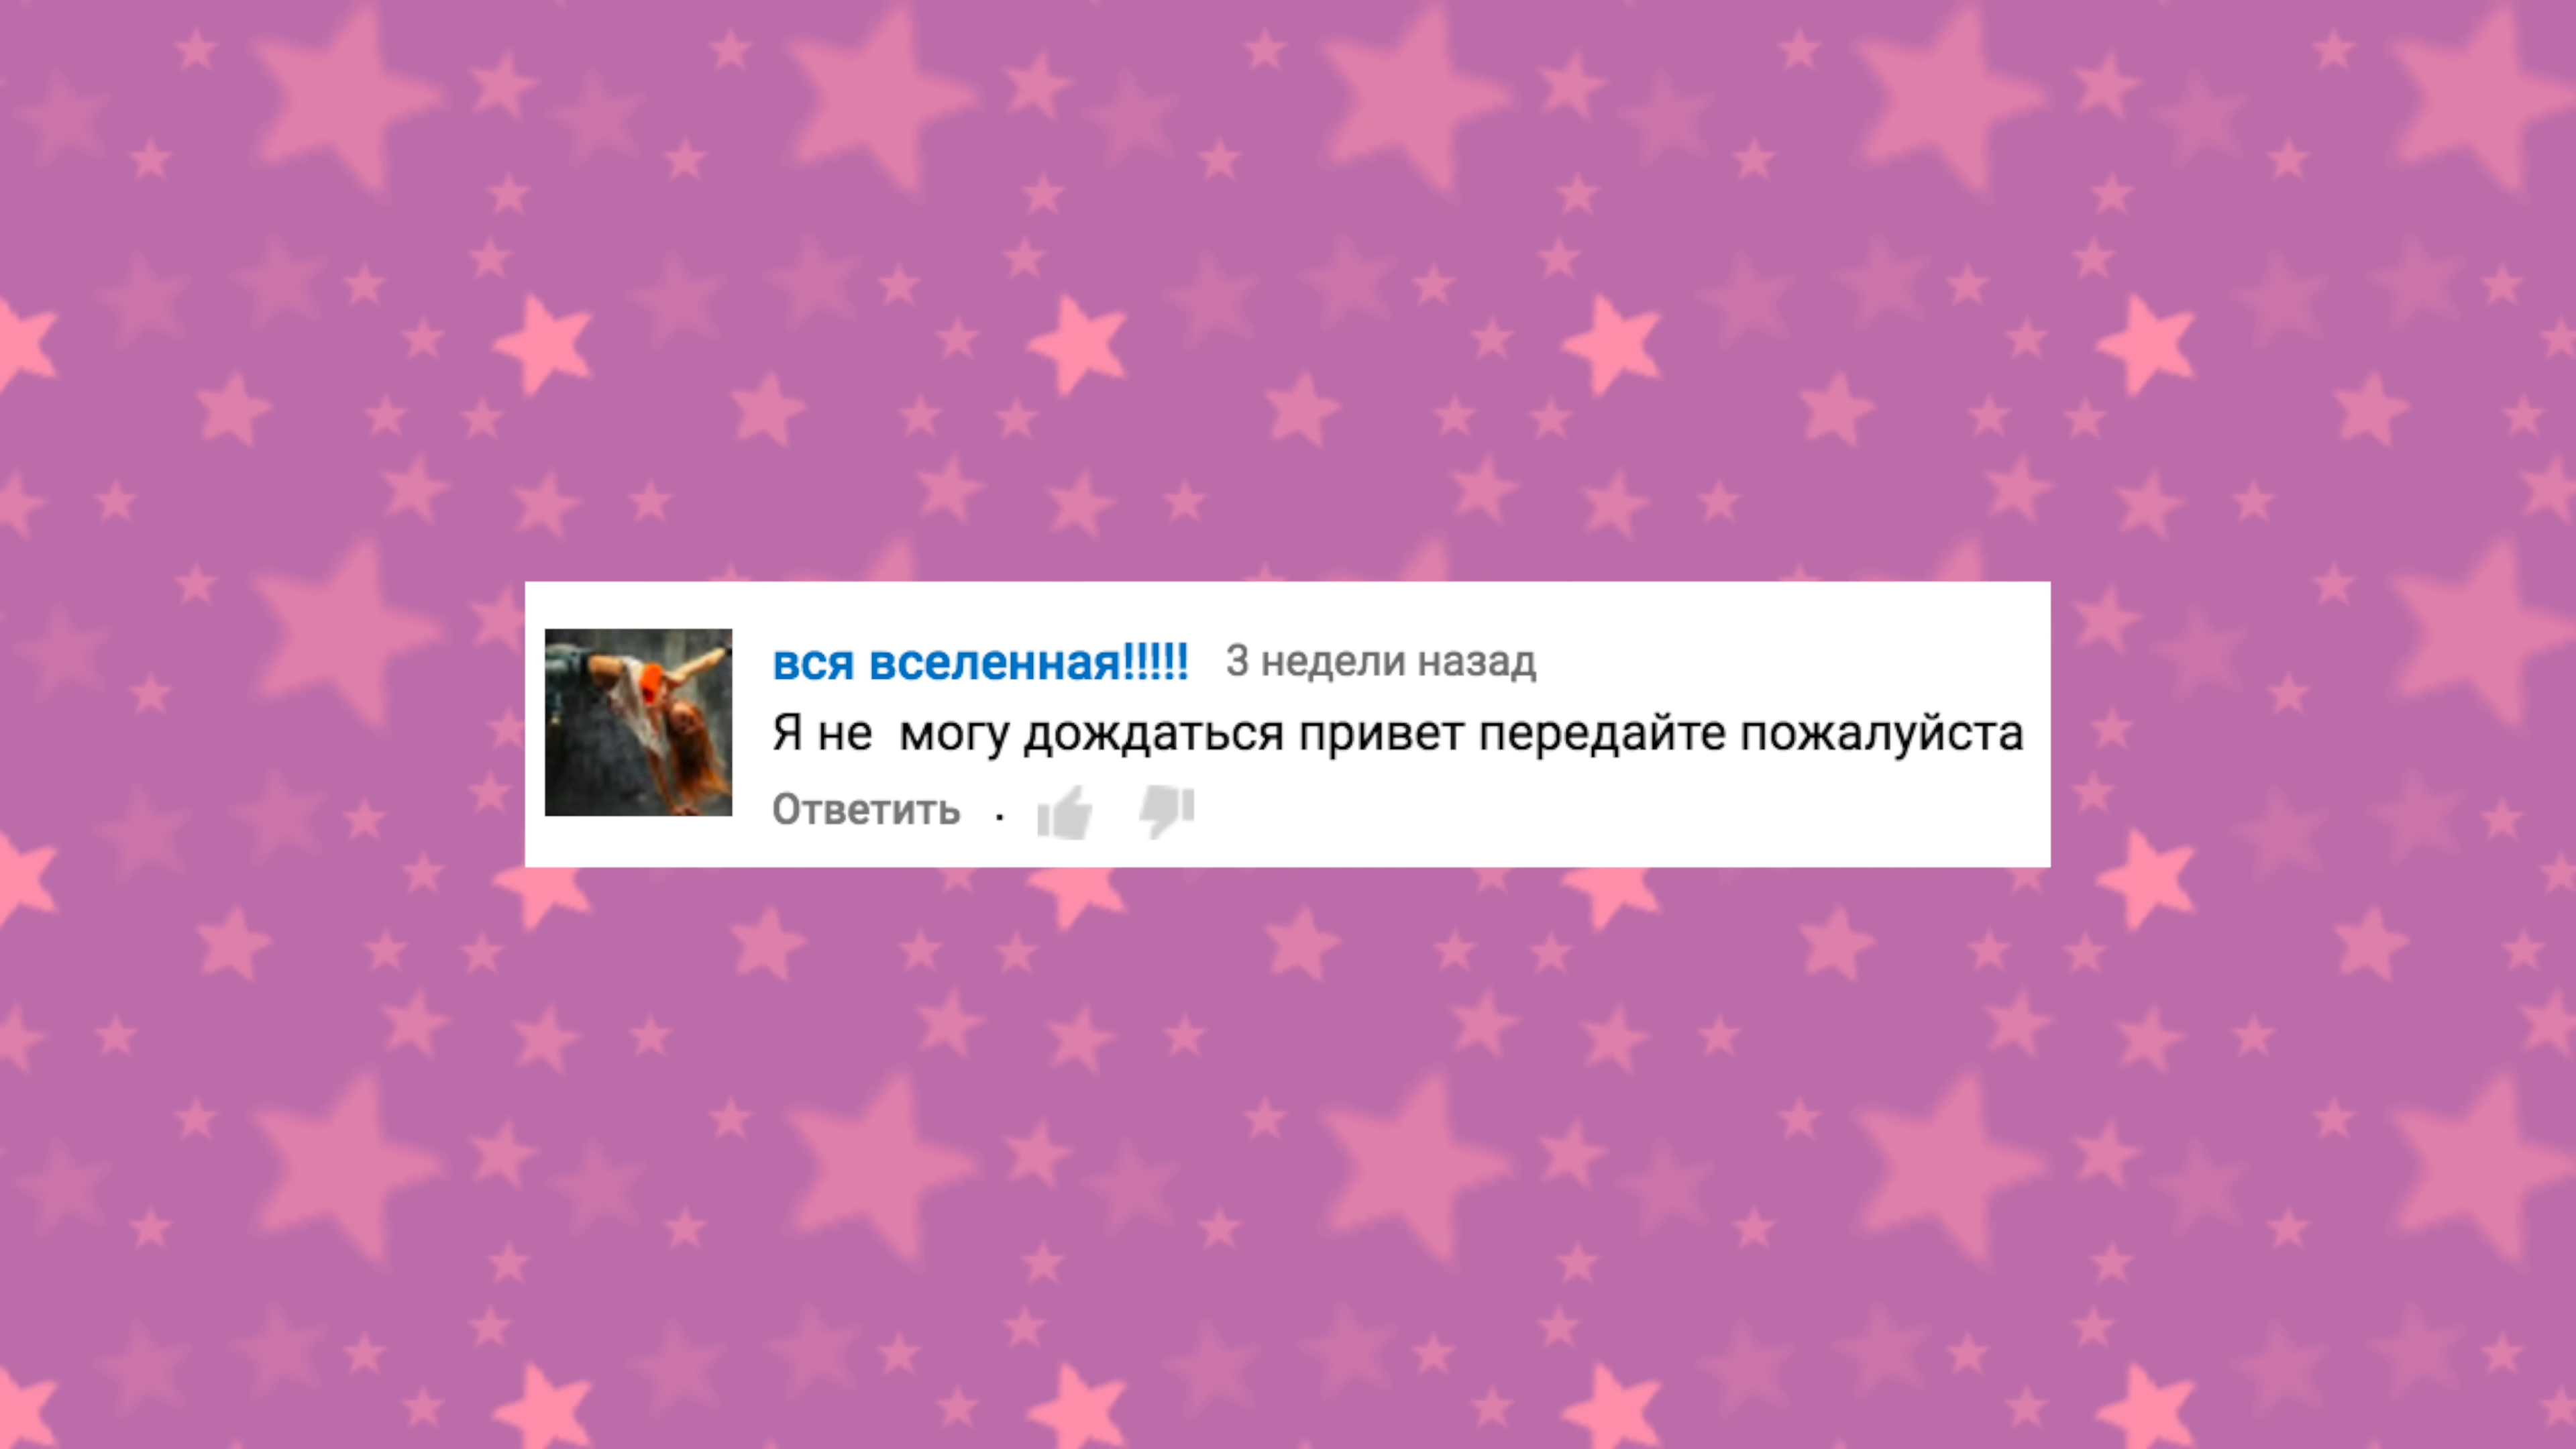 вся вселенная!!!!! 3 недели назад
Я не  могу дождаться привет передайте пожалуйста
Ответить ·